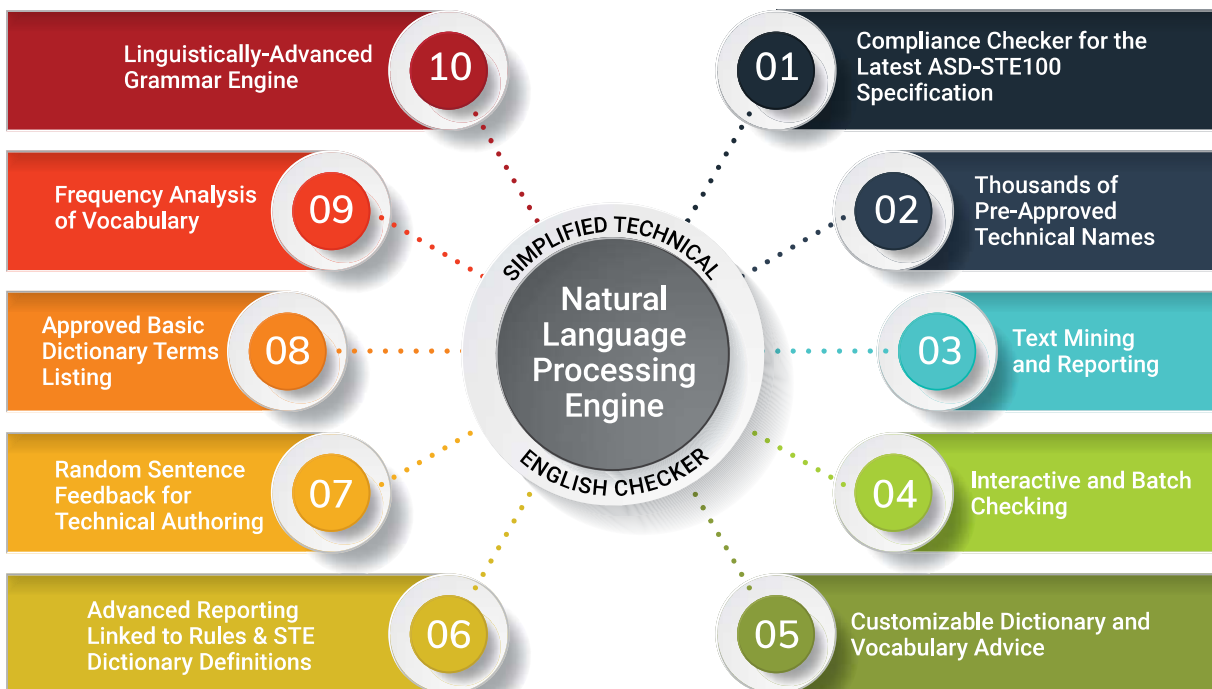 SIMPLIFIED TECHNICAL
Natural
Language
Processing
Engine
ENGLISH CHECKER
01
Compliance Checker for the
Latest ASD-STE100
Specification
02
Thousands of
Pre-Approved
Technical Names
03
Text Mining
and Reporting
04
Interactive and Batch
Checking
05
Customizable Dictionary and
Vocabulary Advice
06
Advanced Reporting
Linked to Rules & STE
Dictionary Definitions
07
Random Sentence
Feedback for
Technical Authoring
08
Approved Basic
Dictionary Terms
Listing
09
Frequency Analysis
of Vocabulary
10
Linguistically-Advanced
Grammar Engine